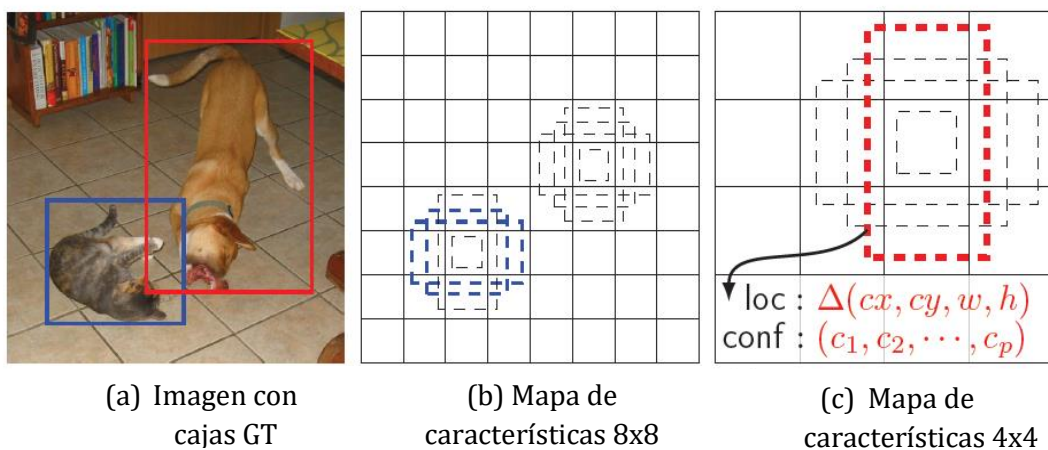 loc : Δ(cx, cy, w, h)
conf : (c₁, c₂, ⋯, cₚ)
(a) Imagen con
cajas GT
(b) Mapa de
características 8x8
(c) Mapa de
características 4x4